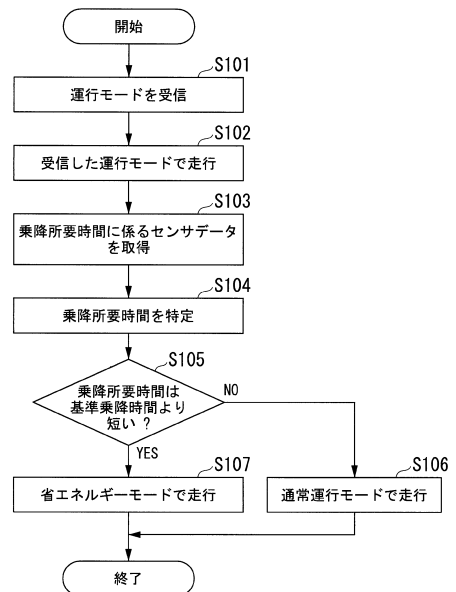 開始
S101
運行モードを受信
S102
受信した運行モードで走行
S103
乗降所要時間に係るセンサデータ
を取得
S104
乗降所要時間を特定
S105
乗降所要時間は
基準乗降時間より
短い ?
NO
YES
S107
省エネルギーモードで走行
S106
通常運行モードで走行
終了